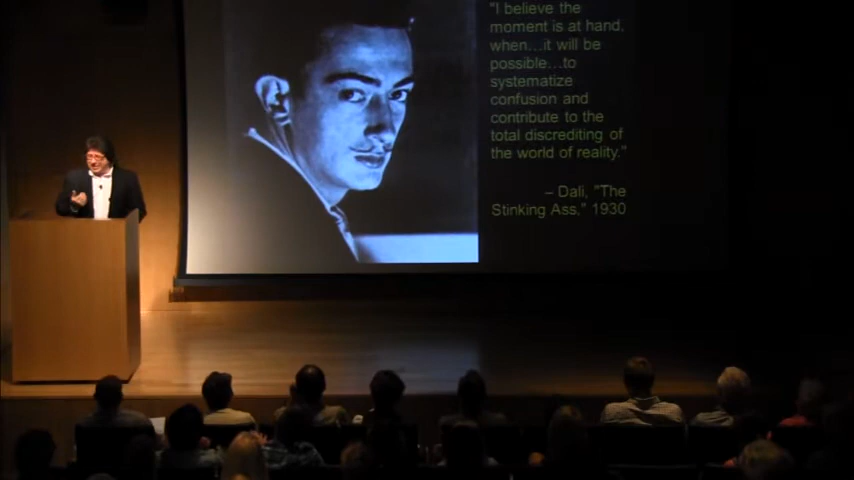 "I believe the
moment is at hand,
when...it will be
possible...to
systematize
confusion and
contribute to the
total discrediting of
the world of reality."
– Dali, "The
Stinking Ass," 1930